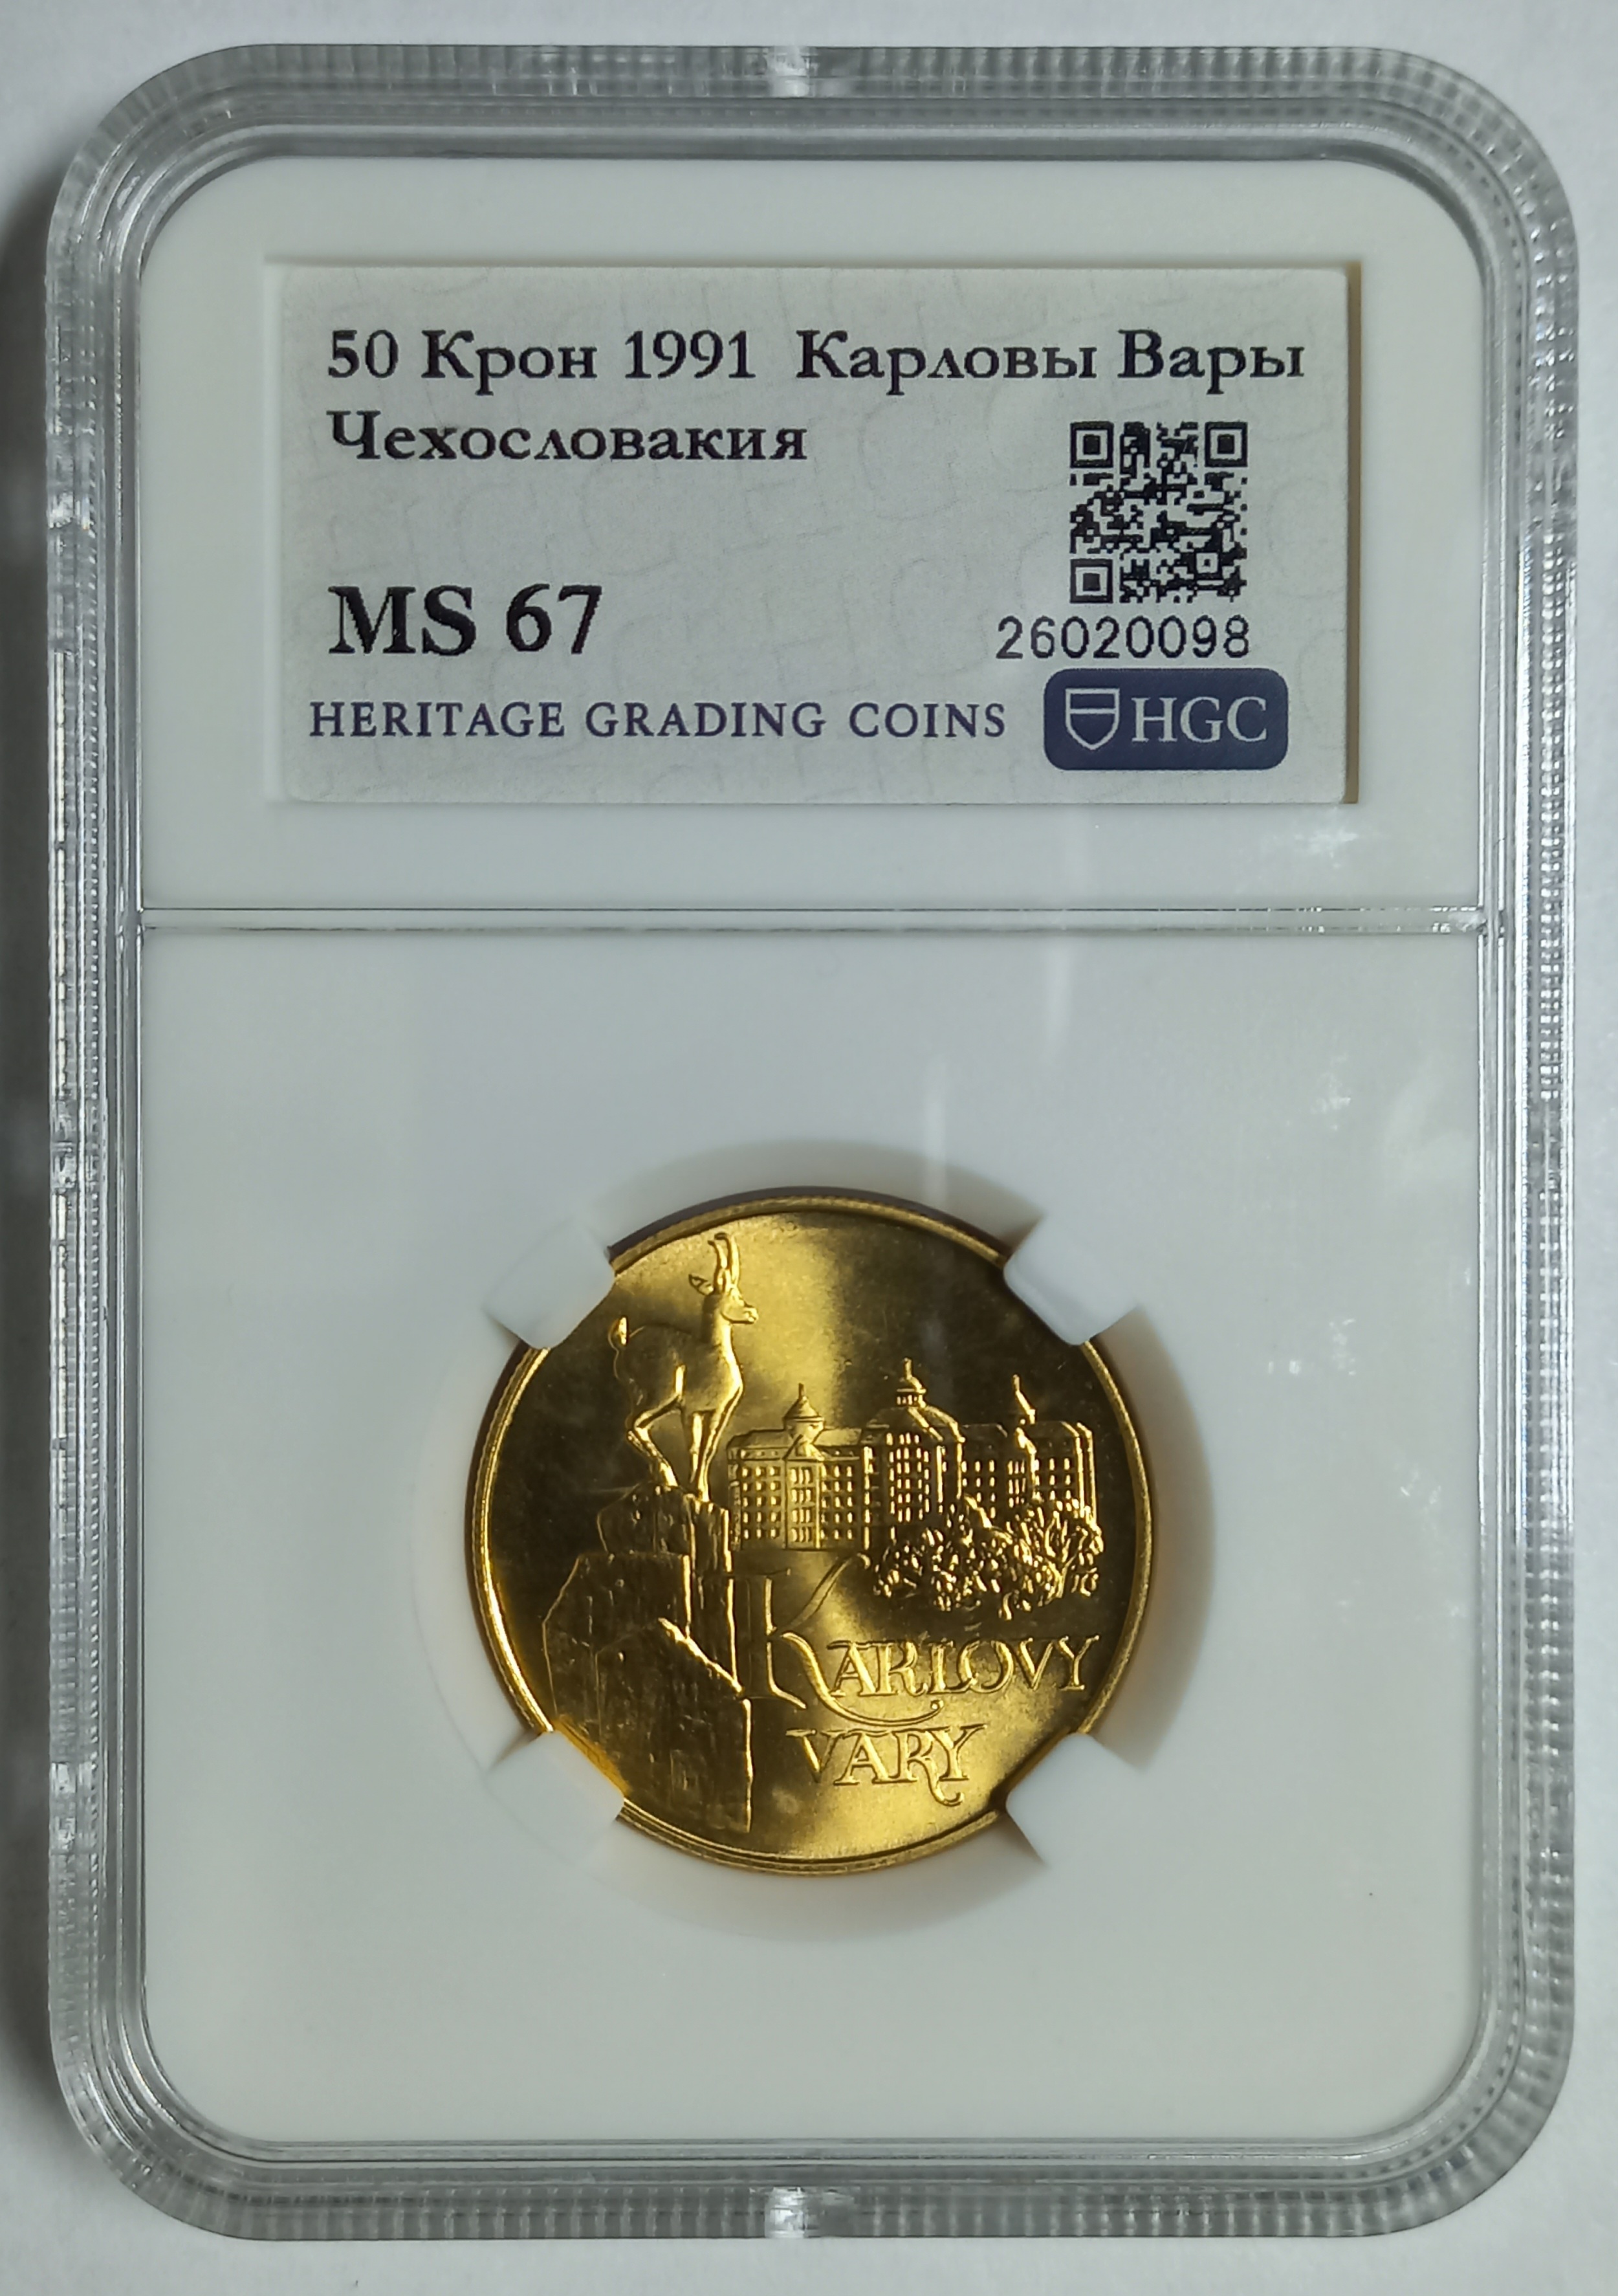 50 Крон 1991 Карловы Вары
Чехословакия
MS 67
26020098
HERITAGE GRADING COINS HGC
KARLOVY
VARY